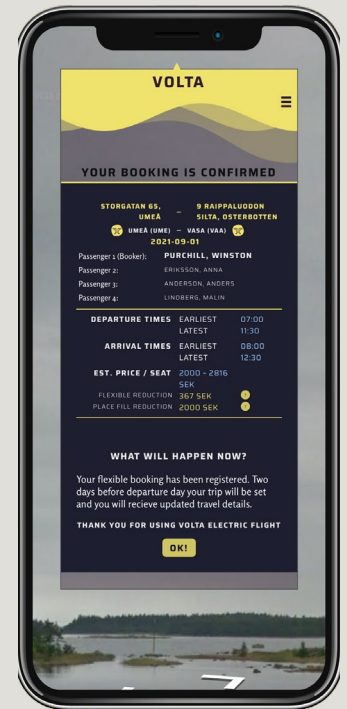 VOLTA
YOUR BOOKING IS CONFIRMED
STORGATAN 65, UMEÅ – 9 RAIPPALUODON SILTA, OSTERBOTTEN
UMEÅ (UME) – VASA (VAA)
2021-09-01
Passenger 1 (Booker): PURCHILL, WINSTON
Passenger 2: ERIKSSON, ANNA
Passenger 3: ANDERSON, ANDERS
Passenger 4: LINDBERG, MALIN
DEPARTURE TIMES EARLIEST 07:00
LATEST 11:30
ARRIVAL TIMES EARLIEST 08:00
LATEST 12:30
EST. PRICE / SEAT 2000 – 2816 SEK
FLEXIBLE REDUCTION 367 SEK
PLACE FILL REDUCTION 2000 SEK
WHAT WILL HAPPEN NOW?
Your flexible booking has been registered. Two
days before departure day your trip will be set
and you will recieve updated travel details.
THANK YOU FOR USING VOLTA ELECTRIC FLIGHT
OK!